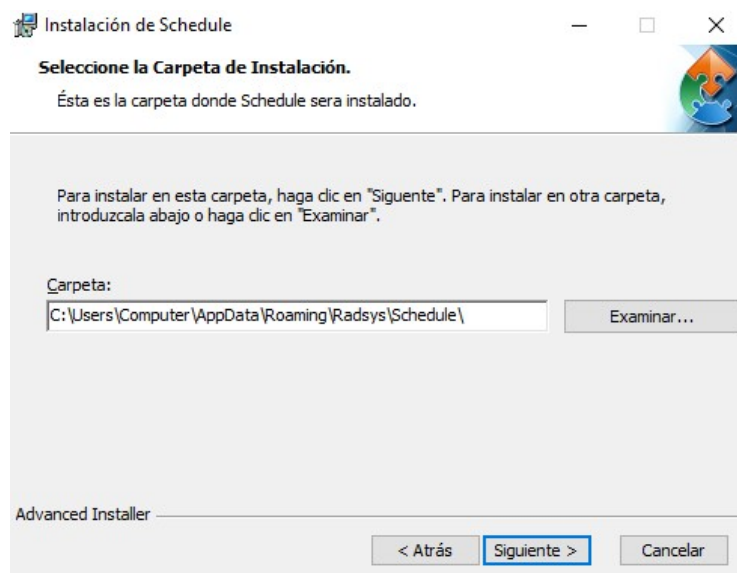 Instalación de Schedule
Seleccione la Carpeta de Instalación.
Ésta es la carpeta donde Schedule sera instalado.
Para instalar en esta carpeta, haga clic en "Siguente". Para instalar en otra carpeta,
introduzcala abajo o haga clic en "Examinar".
Carpeta:
C:\Users\Computer\AppData\Roaming\Radsys\Schedule\
Examinar...
Advanced Installer
< Atrás
Siguiente >
Cancelar